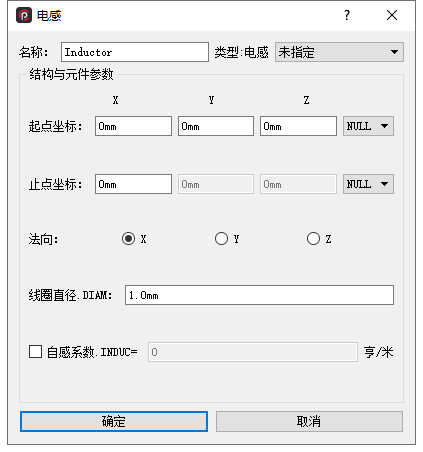 电感
?
名称: Inductor 类型:电感 未指定
结构与元件参数
X Y Z
起点坐标: 0mm 0mm 0mm NULL
止点坐标: 0mm 0mm 0mm NULL
法向: X Y Z
线圈直径.DIAM: 1.0mm
自感系数.INDUC= 0 亨/米
确定 取消